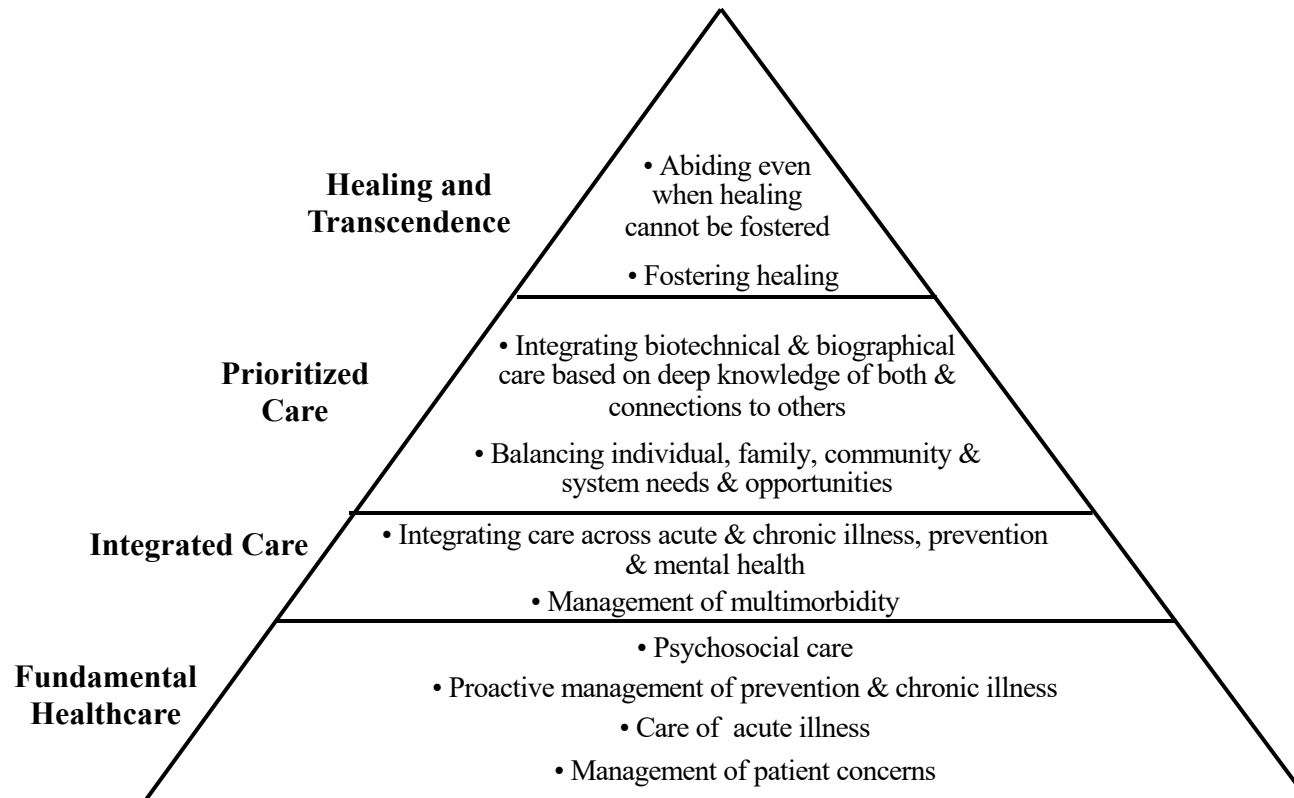 Healing and
Transcendence
• Abiding even
when healing
cannot be fostered
• Fostering healing
Prioritized
Care
• Integrating biotechnical & biographical
care based on deep knowledge of both &
connections to others
• Balancing individual, family, community &
system needs & opportunities
Integrated Care
• Integrating care across acute & chronic illness, prevention
& mental health
• Management of multimorbidity
Fundamental
Healthcare
• Psychosocial care
• Proactive management of prevention & chronic illness
• Care of acute illness
• Management of patient concerns